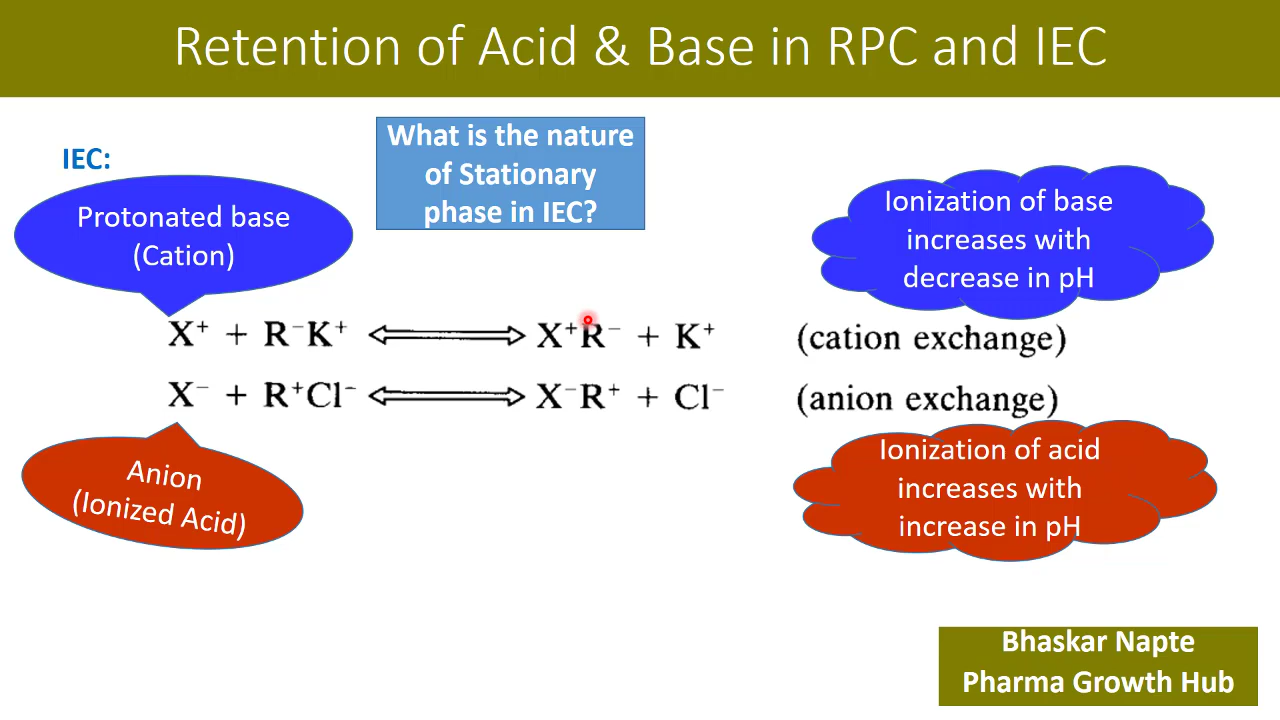 Retention of Acid & Base in RPC and IEC
IEC:
What is the nature
of Stationary
phase in IEC?
Protonated base
(Cation)
Ionization of base
increases with
decrease in pH
X⁺ + R⁻K⁺ ⟺ X⁺R⁻ + K⁺ (cation exchange)
X⁻ + R⁺Cl⁻ ⟺ X⁻R⁺ + Cl⁻ (anion exchange)
Anion
(Ionized Acid)
Ionization of acid
increases with
increase in pH
Bhaskar Napte
Pharma Growth Hub